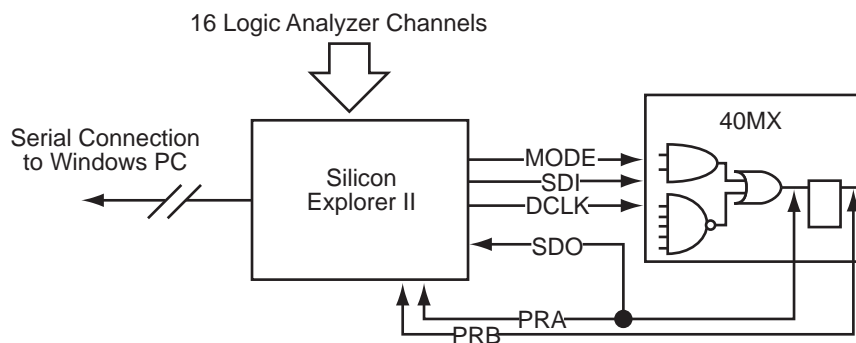 16 Logic Analyzer Channels
Serial Connection
to Windows PC
Silicon
Explorer II
MODE
SDI
DCLK
SDO
PRA
PRB
40MX